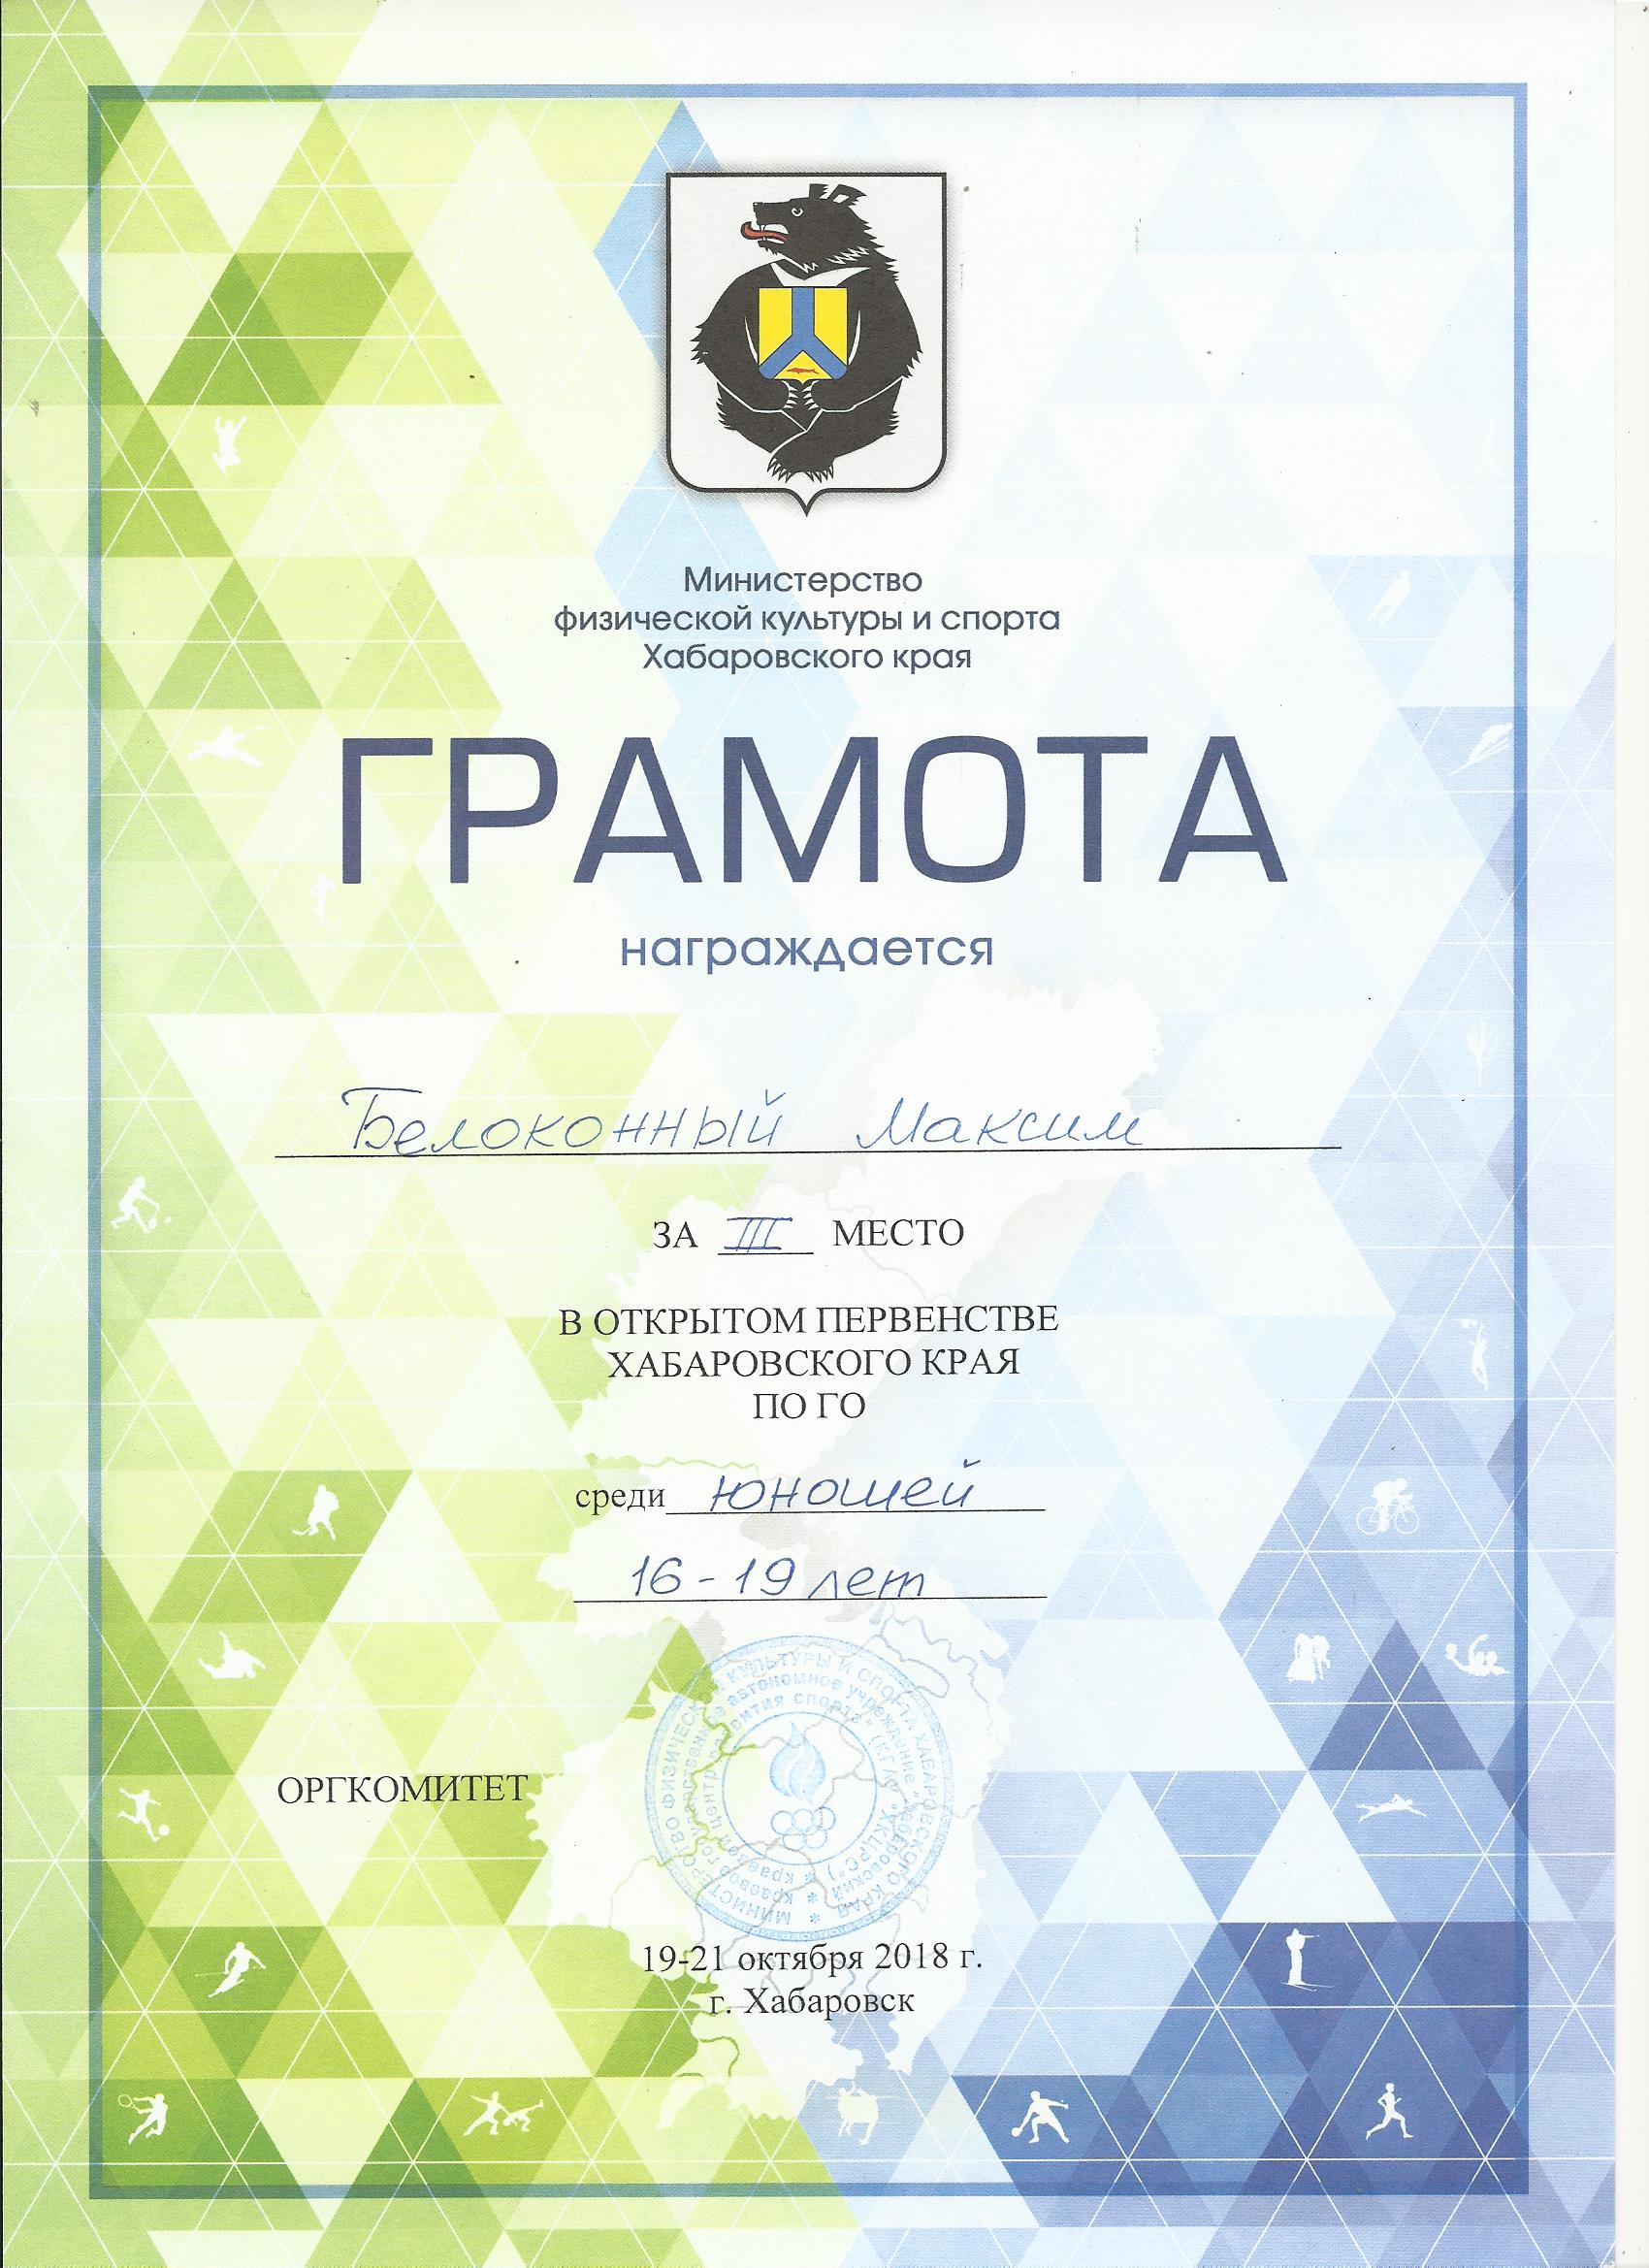 Министерство
физической культуры и спорта
Хабаровского края
ГРАМОТА
награждается
Белоконный Максим
ЗА III МЕСТО
В ОТКРЫТОМ ПЕРВЕНСТВЕ
ХАБАРОВСКОГО КРАЯ
ПО ГО
среди юношей
16-19 лет
МИНИСТЕРСТВО ФИЗИЧЕСКОЙ КУЛЬТУРЫ И СПОРТА ХАБАРОВСКОГО КРАЯ
краевое государственное автономное учреждение "Хабаровский
краевой центр развития спорта" (КГАУ "ХКЦРС")
ОРГКОМИТЕТ
19-21 октября 2018 г.
г. Хабаровск